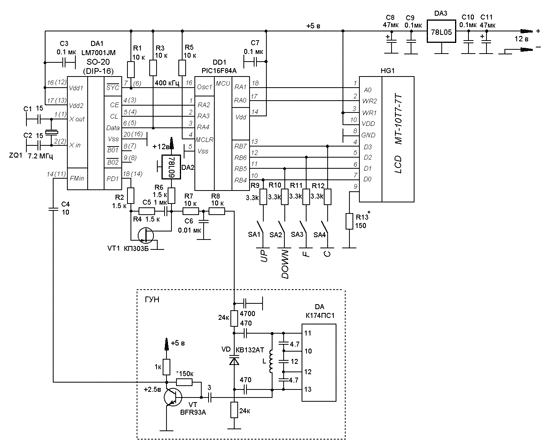 +5 в
C8
47мк
C9
0.1мк
DA3
78L05
C10
0.1мк
C11
47мк
+
12 в
−
C3
0.1 мк
DA1
LM7001JM
SO-20
(DIP-16)
R1
10 к
R3
10 к
R5
10 к
400 кГц
DD1
PIC16F84A
C7
0.1 мк
HG1
MT-10T7-7T
LCD
16 (12)
Vdd2
17 (13)
Vdd1
C1 15
1 (1)
X out
C2 15
2 (2)
X in
ZQ1
7.2 МГц
14 (11)
FMin
SYC
7 (6)
CE
4 (3)
CL
5 (4)
Data
6 (5)
Vss
20 (16)
BO1
8 (7)
BO2
9 (8)
PD1
18 (14)
16
Osc1
MCU
1
RA2
2
RA3
3
RA4
4
MCLR
5
Vss
RA1
18
RA0
17
Vdd
14
RB7
13
RB6
12
RB5
11
RB4
10
1
A0
2
WR2
3
WR1
10
VDD
8
GND
4
D3
5
D2
6
D1
7
D0
+12в
78L09
DA2
R2
1.5 к
R6
1.5 к
C5 1 мк
R4
1.5 к
R7
10 к
R8
10 к
C6
0.01 мк
VT1
КП303Б
R9
3.3к
R10
3.3к
R11
3.3к
R12
3.3к
R13 *
150
SA1
SA2
SA3
SA4
UP
DOWN
F
C
C4
10
ГУН
+5 в
1к
*150к
+2.5в
VT
BFR93A
3
4700
24к
470
VD
КВ132АТ
L
470
24к
4.7
12
4.7
DA
К174ПС1
11
10
12
13